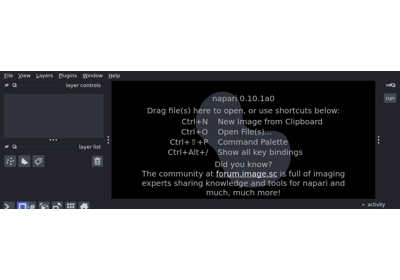 File View Layers Plugins Window Help
layer controls
layer list
napari 0.10.1a0
Drag file(s) here to open, or use shortcuts below:
Ctrl+N New Image from Clipboard
Ctrl+O Open File(s)...
Ctrl+⇧+P Command Palette
Ctrl+Alt+/ Show all key bindings
Did you know?
The community at forum.image.sc is full of imaging
experts sharing knowledge and tools for napari and
much, much more!
run
activity